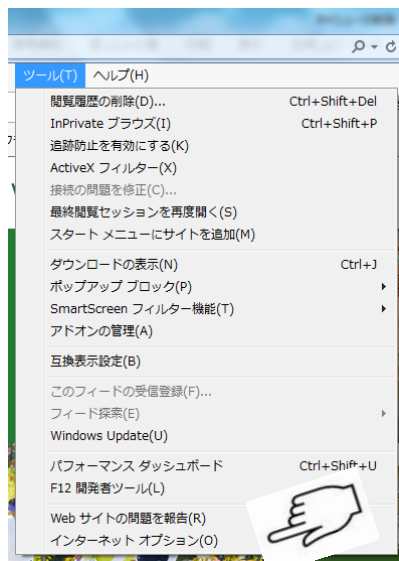 ツール(T) ヘルプ(H)
閲覧履歴の削除(D)... Ctrl+Shift+Del
InPrivate ブラウズ(I) Ctrl+Shift+P
追跡防止を有効にする(K)
ActiveX フィルター(X)
接続の問題を修正(C)...
最終閲覧セッションを再度開く(S)
スタート メニューにサイトを追加(M)
ダウンロードの表示(N) Ctrl+J
ポップアップ ブロック(P)
SmartScreen フィルター機能(T)
アドオンの管理(A)
互換表示設定(B)
このフィードの受信登録(F)...
フィード探索(E)
Windows Update(U)
パフォーマンス ダッシュボード Ctrl+Shift+U
F12 開発者ツール(L)
Web サイトの問題を報告(R)
インターネット オプション(O)